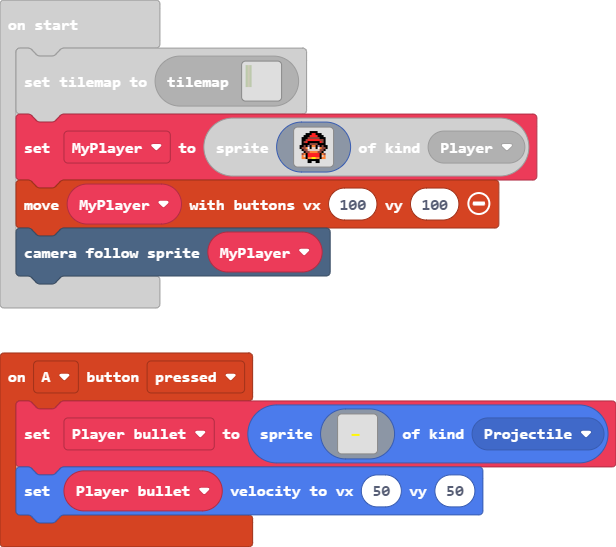 on start
set tilemap to tilemap
set MyPlayer to sprite of kind Player
move MyPlayer with buttons vx 100 vy 100
camera follow sprite MyPlayer
on A button pressed
set Player bullet to sprite of kind Projectile
set Player bullet velocity to vx 50 vy 50